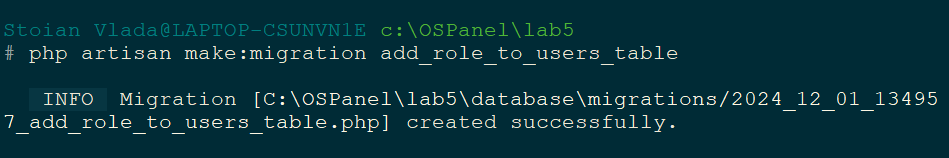 Stoian Vlada@LAPTOP-CSUNVN1E c:\OSPanel\lab5
# php artisan make:migration add_role_to_users_table
INFO Migration [C:\OSPanel\lab5\database\migrations/2024_12_01_13495
7_add_role_to_users_table.php] created successfully.